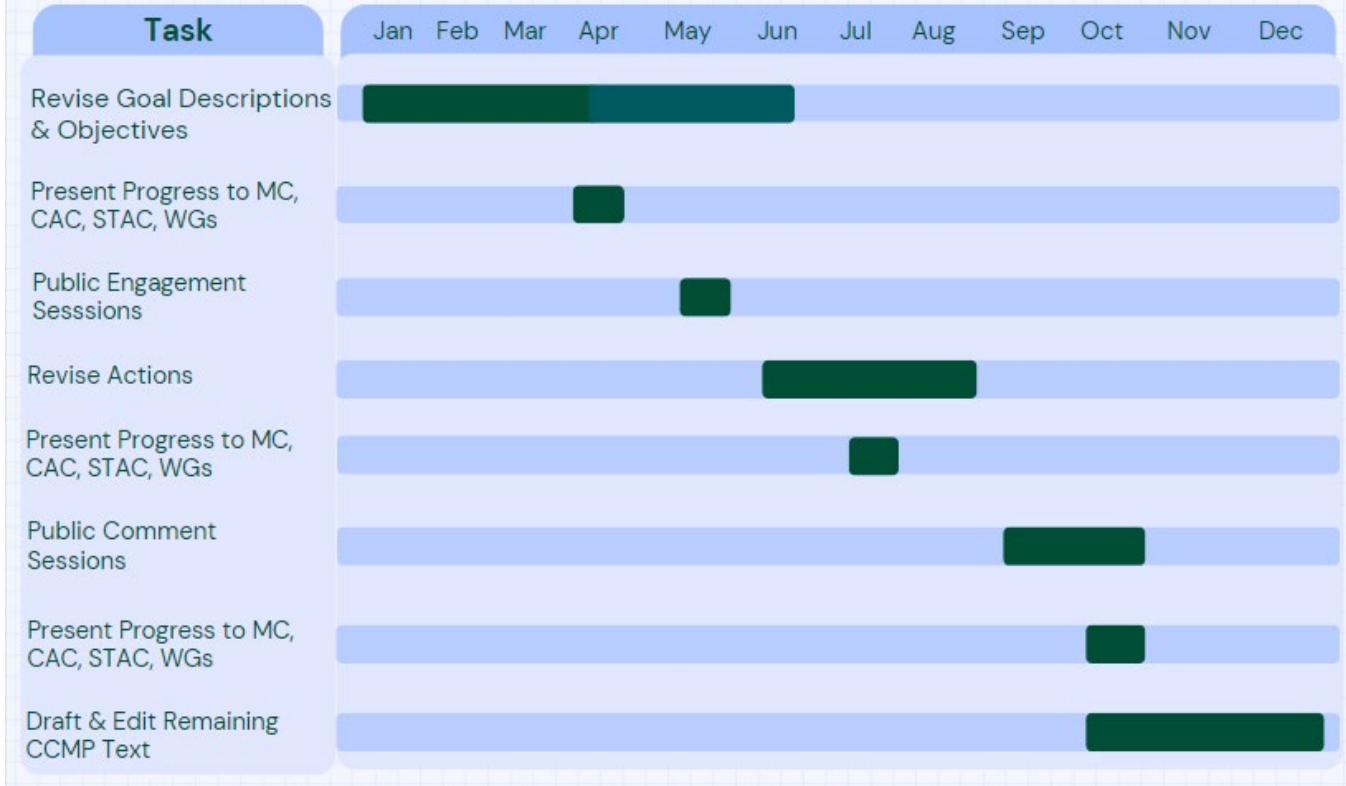 Task
Jan Feb Mar Apr May Jun Jul Aug Sep Oct Nov Dec
Revise Goal Descriptions
& Objectives
Present Progress to MC,
CAC, STAC, WGs
Public Engagement
Sesssions
Revise Actions
Present Progress to MC,
CAC, STAC, WGs
Public Comment
Sessions
Present Progress to MC,
CAC, STAC, WGs
Draft & Edit Remaining
CCMP Text